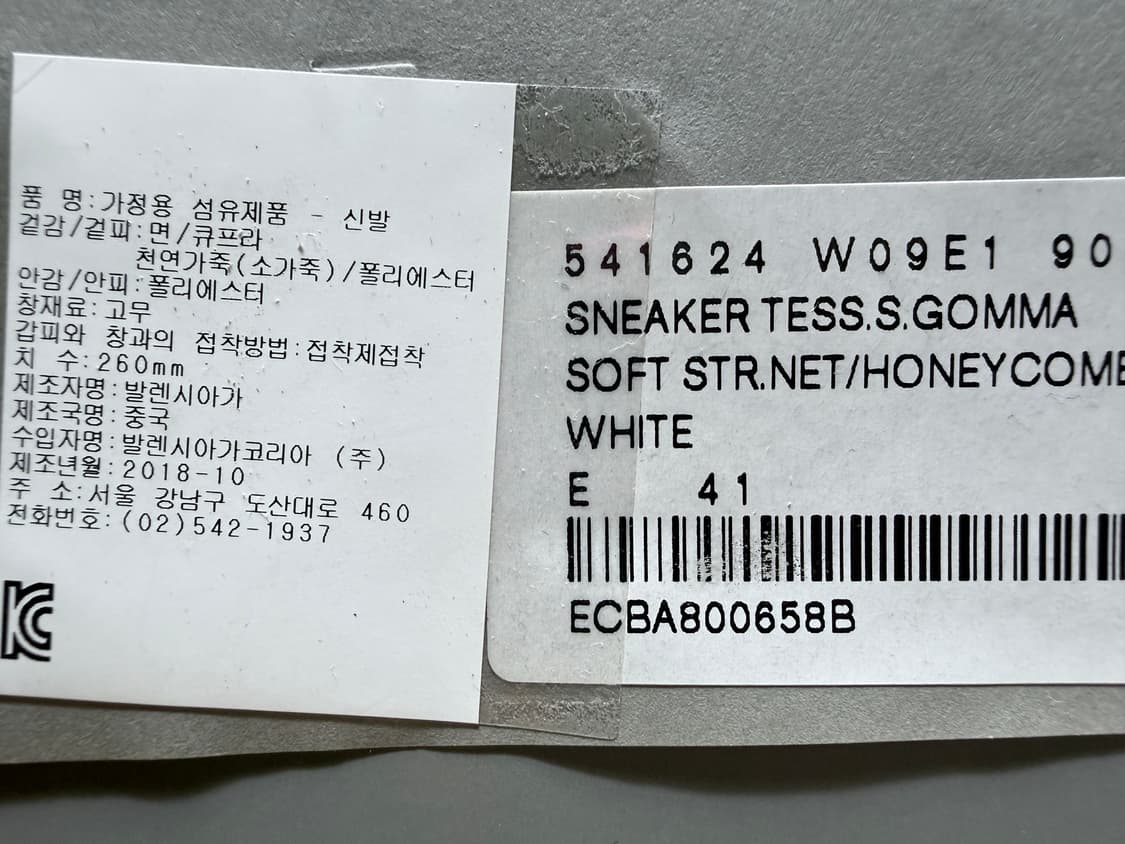 품 명:가정용 섬유제품 - 신발
겉감/겉피:면/큐프라
천연가죽(소가죽)/폴리에스터
안감/안피:폴리에스터
창재료:고무
갑피와 창과의 접착방법:접착제접착
치 수:260mm
제조자명:발렌시아가
제조국명:중국
수입자명:발렌시아가코리아 (주)
제조년월:2018-10
주 소:서울 강남구 도산대로 460
전화번호:(02)542-1937
KC
541624 W09E1 90
SNEAKER TESS.S.GOMMA
SOFT STR.NET/HONEYCOMB
WHITE
E 41
ECBA800658B